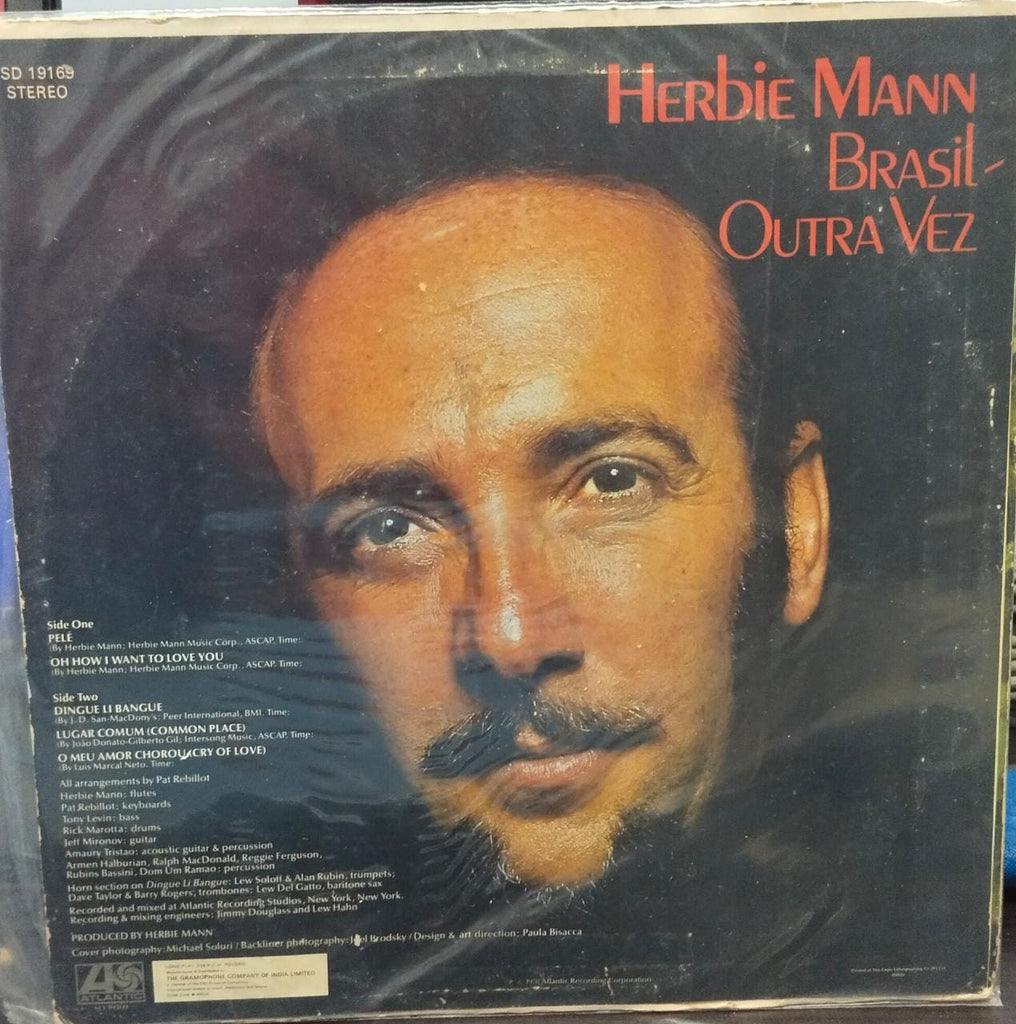 SD 19169
STEREO
HERBIE MANN
BRASIL -
OUTRA VEZ
Side One
PELÉ
(By Herbie Mann; Herbie Mann Music Corp., ASCAP. Time:
OH HOW I WANT TO LOVE YOU
(By Herbie Mann; Herbie Mann Music Corp., ASCAP. Time:
Side Two
DINGUE LI BANGUE
(By J. D. San-MacDony's; Peer International, BMI. Time:
LUGAR COMUM (COMMON PLACE)
(By João Donato-Gilberto Gil; Intersong Music, ASCAP. Time:
O MEU AMOR CHOROU (CRY OF LOVE)
(By Luis Marcal Neto. Time:
All arrangements by Pat Rebillot
Herbie Mann: flutes
Pat Rebillot: keyboards
Tony Levin: bass
Rick Marotta: drums
Jeff Mironov: guitar
Amaury Tristao: acoustic guitar & percussion
Armen Halburian, Ralph MacDonald, Reggie Ferguson,
Rubins Bassini, Dom Um Ramao: percussion
Horn section on Dingue Li Bangue: Lew Soloff & Alan Rubin, trumpets;
Dave Taylor & Barry Rogers, trombones; Lew Del Gatto, baritone sax
Recorded and mixed at Atlantic Recording Studios, New York, New York.
Recording & mixing engineers: Jimmy Douglass and Lew Hahn
PRODUCED BY HERBIE MANN
Cover photography: Michael Soluri / Backliner photography: Joel Brodsky / Design & art direction: Paula Bisacca
ATLANTIC
THE GRAMOPHONE COMPANY OF INDIA LIMITED
Atlantic Recording Corporation